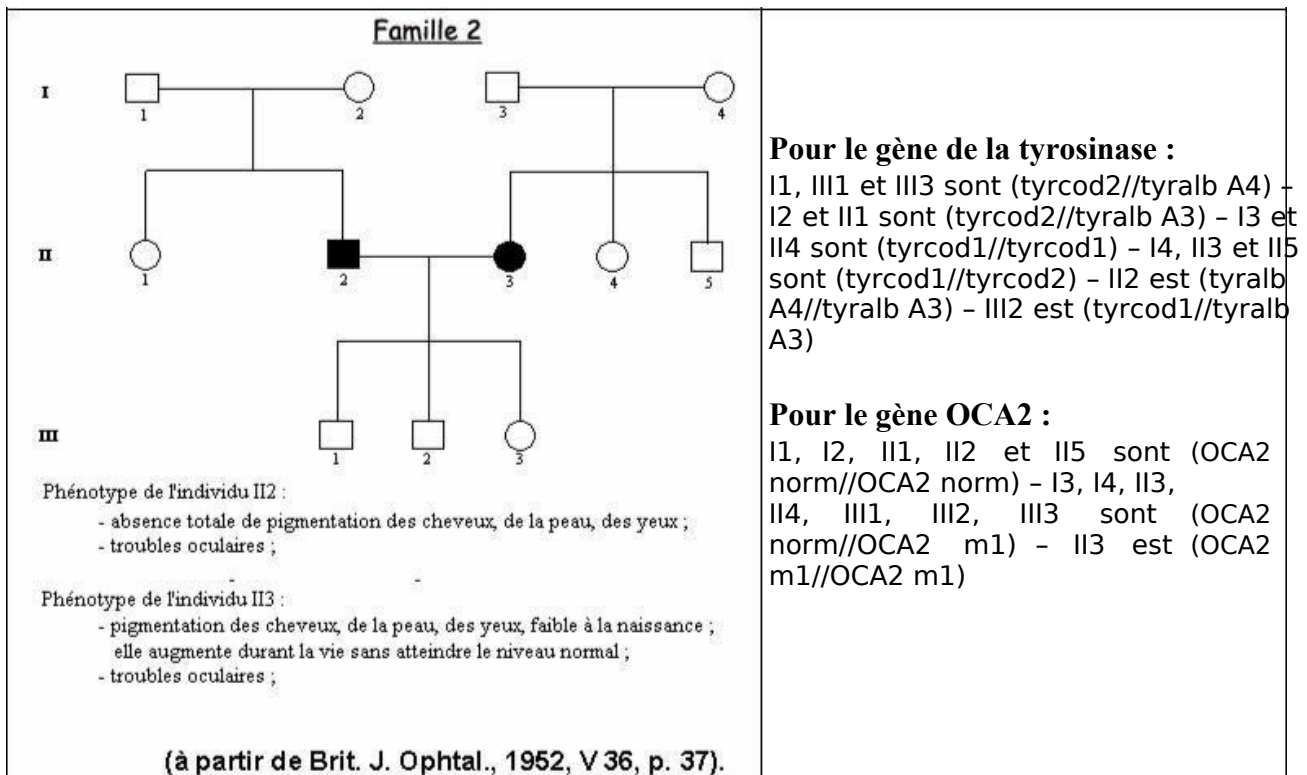 Famille 2
I
1
2
3
4
II
1
2
3
4
5
III
1
2
3
Phénotype de l'individu II2 :
- absence totale de pigmentation des cheveux, de la peau, des yeux ;
- troubles oculaires ;
- -
Phénotype de l'individu II3 :
- pigmentation des cheveux, de la peau, des yeux, faible à la naissance ;
elle augmente durant la vie sans atteindre le niveau normal ;
- troubles oculaires ;
(à partir de Brit. J. Ophtal., 1952, V 36, p. 37).
Pour le gène de la tyrosinase :
I1, III1 et III3 sont (tyrcod2//tyralb A4) –
I2 et II1 sont (tyrcod2//tyralb A3) – I3 et
II4 sont (tyrcod1//tyrcod1) – I4, II3 et II5
sont (tyrcod1//tyrcod2) – II2 est (tyralb
A4//tyralb A3) – III2 est (tyrcod1//tyralb
A3)
Pour le gène OCA2 :
I1, I2, II1, II2 et II5 sont (OCA2
norm//OCA2 norm) – I3, I4, II3,
II4, III1, III2, III3 sont (OCA2
norm//OCA2 m1) – II3 est (OCA2
m1//OCA2 m1)